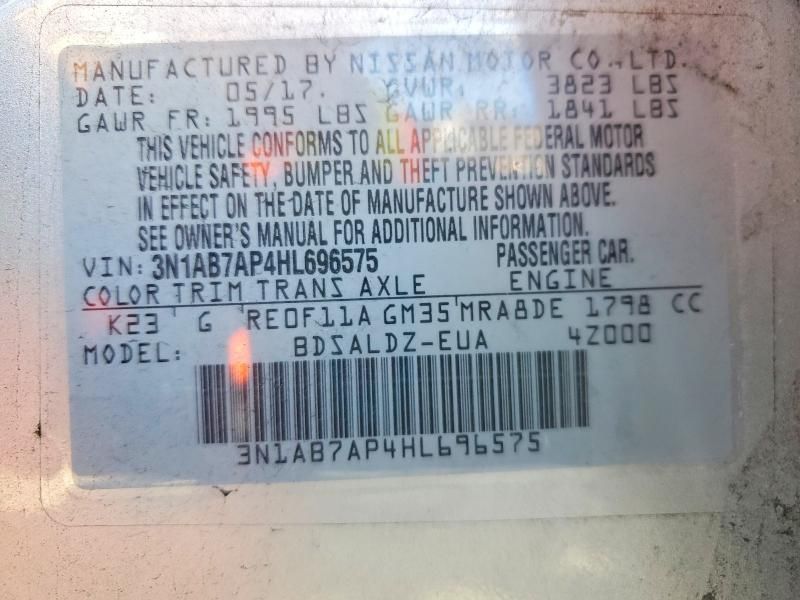 MANUFACTURED BY NISSAN MOTOR CO., LTD.
DATE: 05/17. GVWR: 3823 LBS
GAWR FR: 1995 LBS GAWR RR: 1841 LBS
THIS VEHICLE CONFORMS TO ALL APPLICABLE FEDERAL MOTOR
VEHICLE SAFETY, BUMPER AND THEFT PREVENTION STANDARDS
IN EFFECT ON THE DATE OF MANUFACTURE SHOWN ABOVE.
SEE OWNER'S MANUAL FOR ADDITIONAL INFORMATION.
VIN: 3N1AB7AP4HL696575 PASSENGER CAR.
COLOR TRIM TRANS AXLE ENGINE
K23 G RE0F11A GM35 MRA8DE 1798 CC
MODEL: BDSALDZ-EUA 4Z000
3N1AB7AP4HL696575